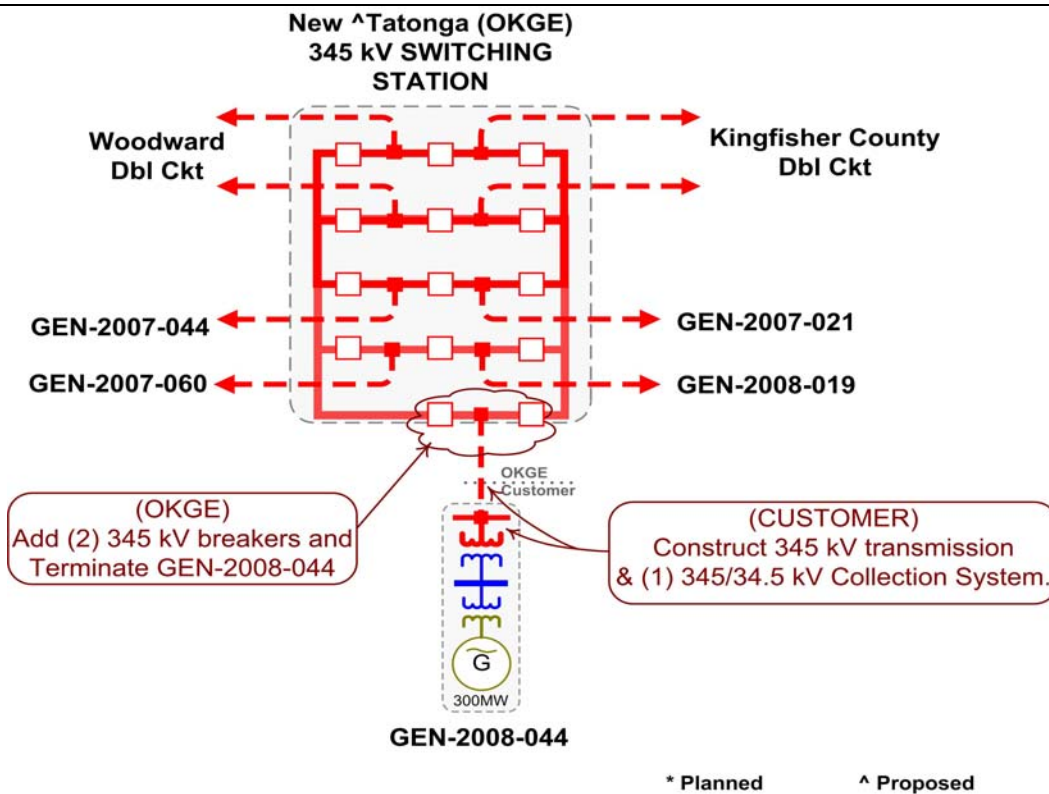 New ^Tatonga (OKGE)
345 kV SWITCHING
STATION
Woodward
Dbl Ckt
Kingfisher County
Dbl Ckt
GEN-2007-044
GEN-2007-021
GEN-2007-060
GEN-2008-019
OKGE
Customer
(OKGE)
Add (2) 345 kV breakers and
Terminate GEN-2008-044
(CUSTOMER)
Construct 345 kV transmission
& (1) 345/34.5 kV Collection System.
G
300MW
GEN-2008-044
* Planned ^ Proposed